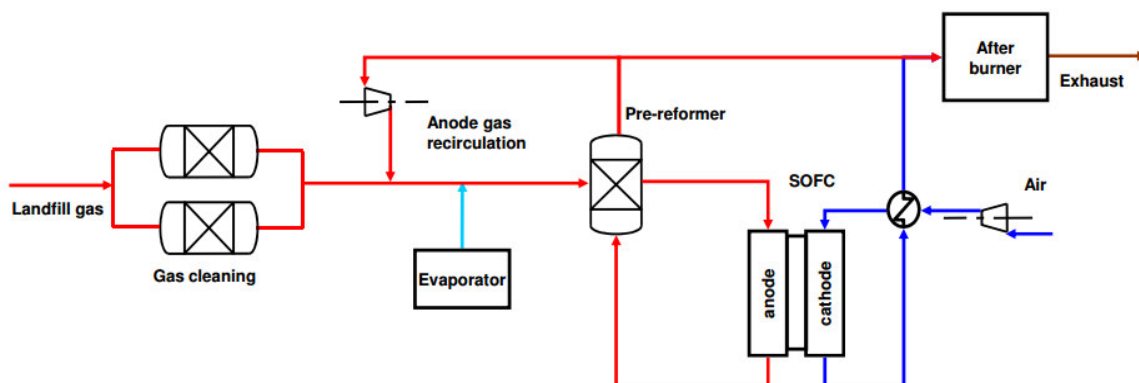 After
burner
Exhaust
Pre-reformer
Anode gas
recirculation
SOFC
Air
Landfill gas
Gas cleaning
Evaporator
anode
cathode